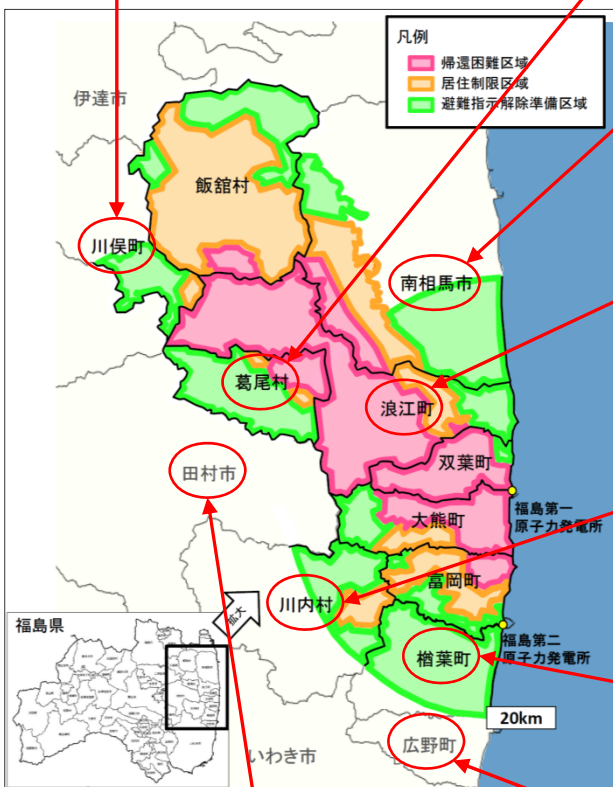 凡例
帰還困難区域
居住制限区域
避難指示解除準備区域
伊達市
飯舘村
川俣町
南相馬市
葛尾村
浪江町
双葉町
田村市
大熊町
福島第一
原子力発電所
富岡町
川内村
拡大
福島県
福島第二
原子力発電所
楢葉町
20km
広野町
いわき市